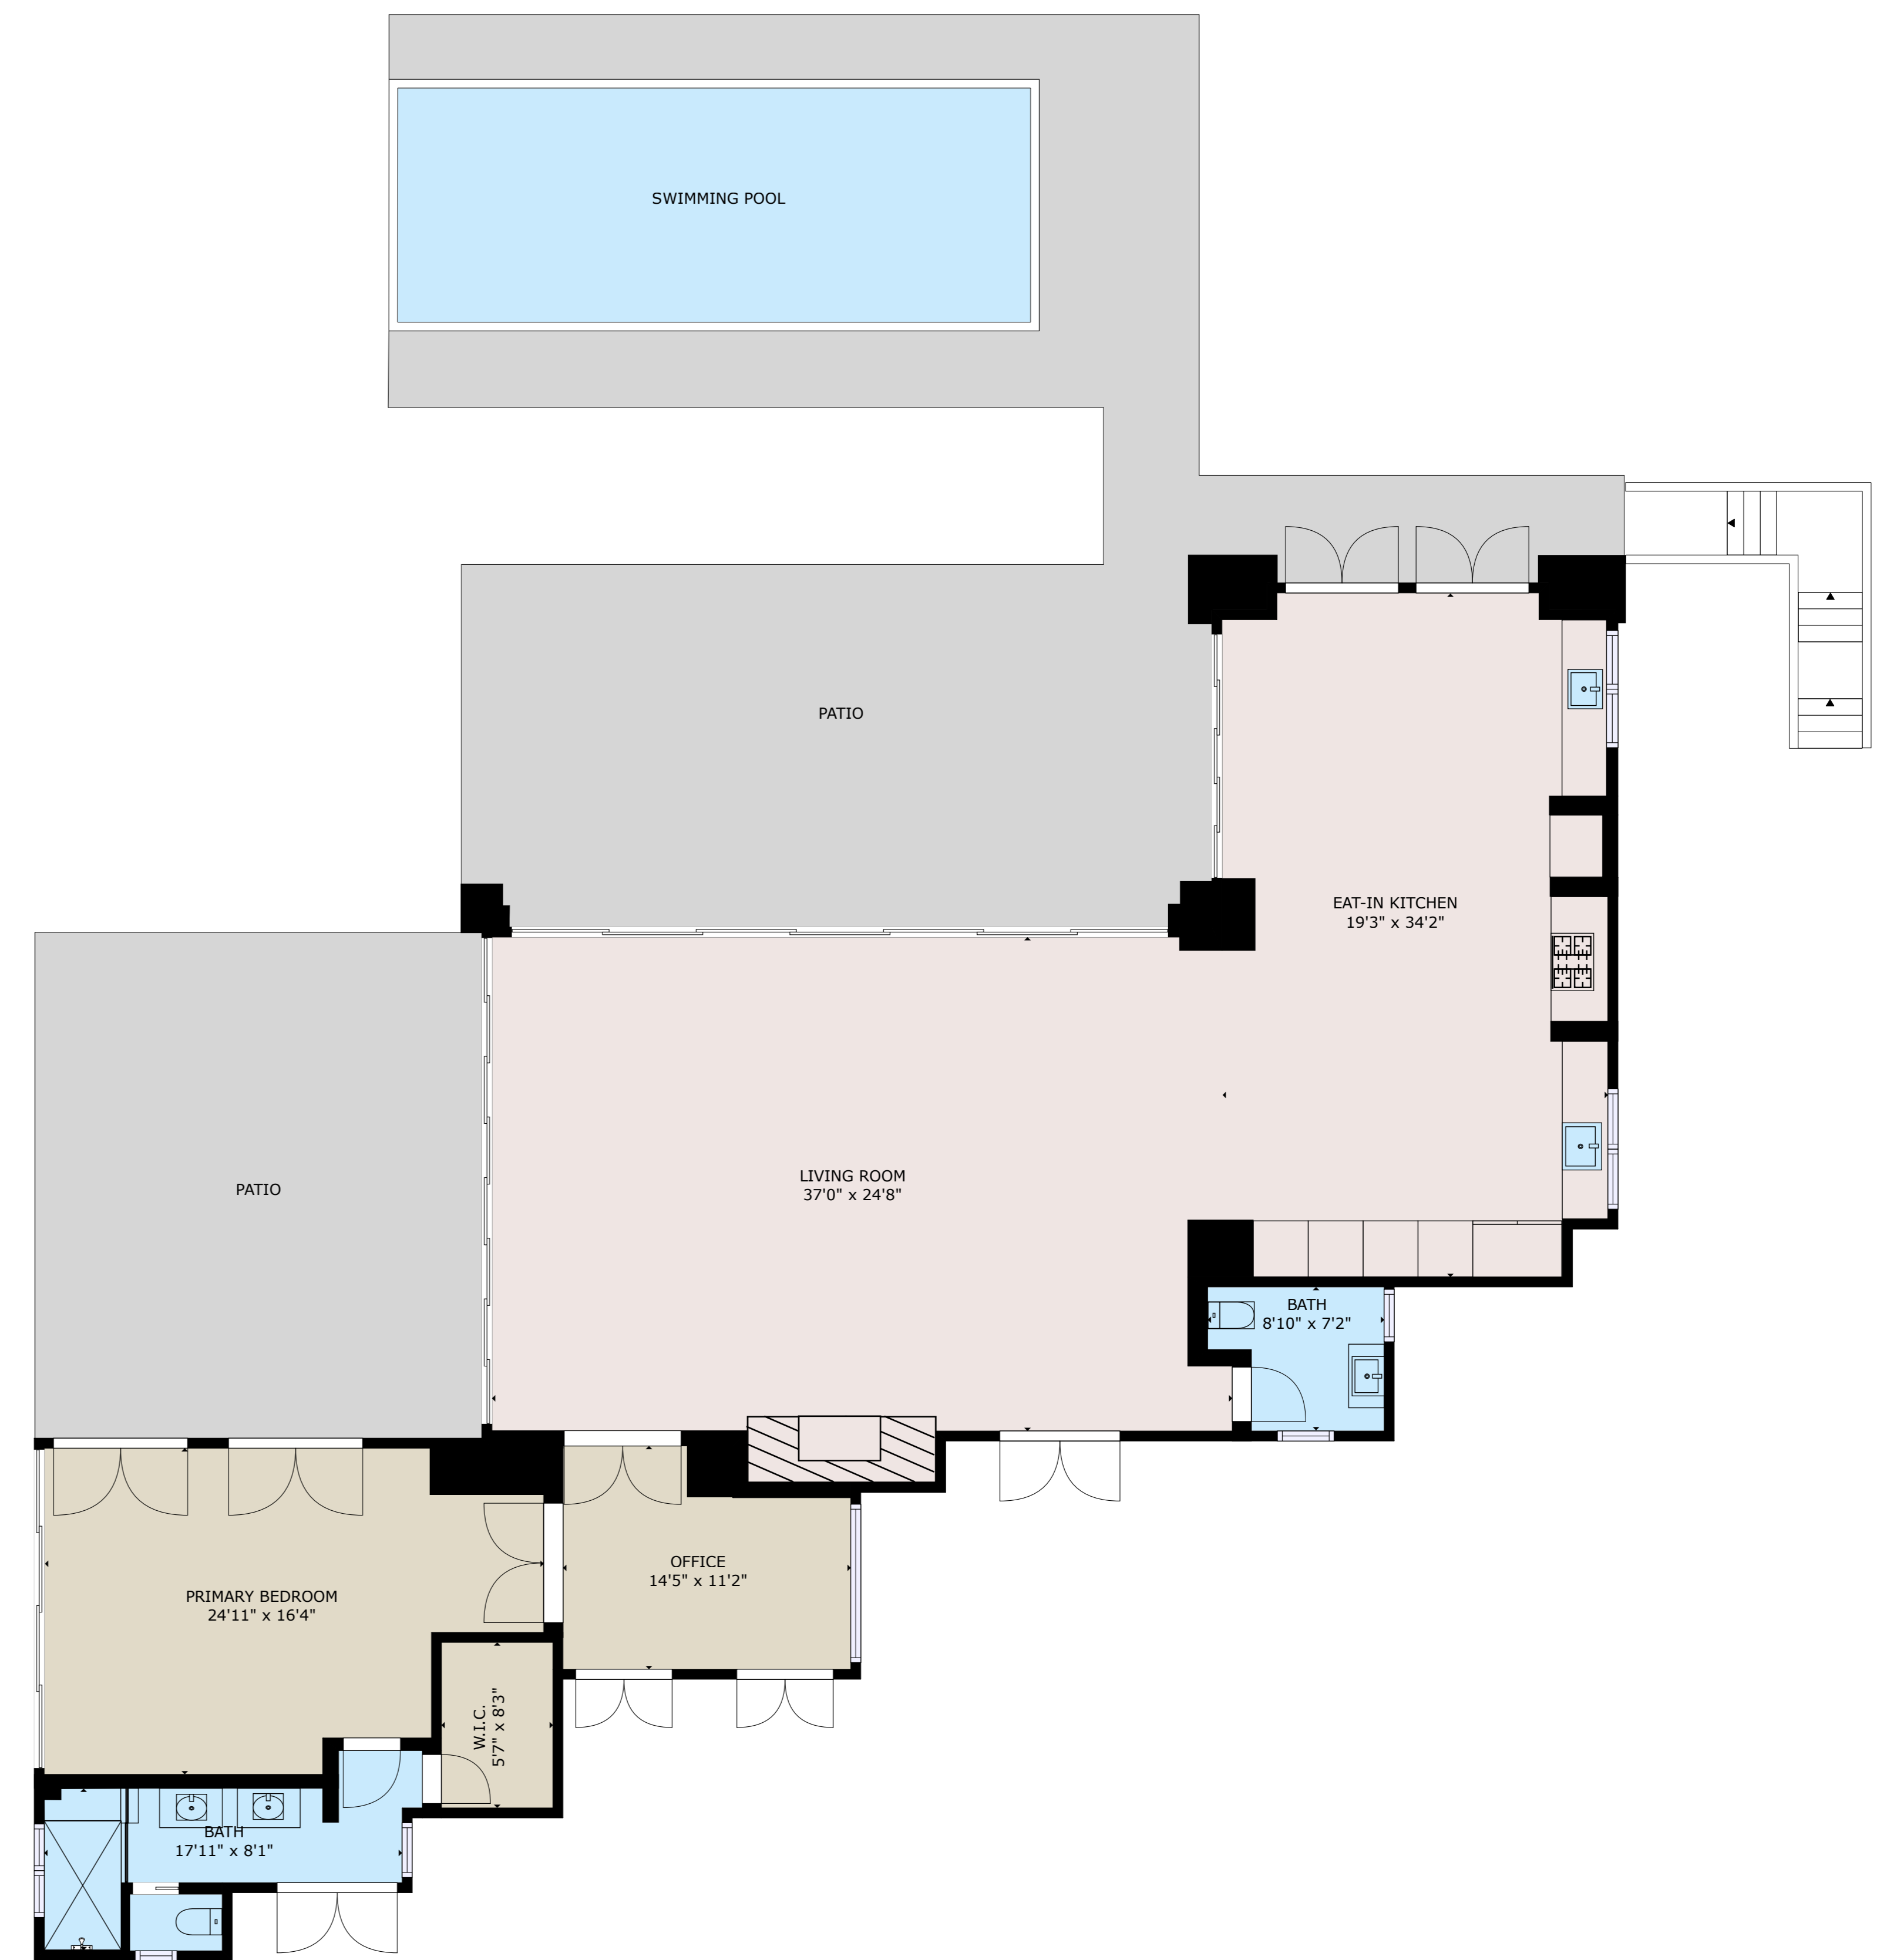 SWIMMING POOL
PATIO
EAT-IN KITCHEN
19'3" x 34'2"
PATIO
LIVING ROOM
37'0" x 24'8"
BATH
8'10" x 7'2"
OFFICE
14'5" x 11'2"
PRIMARY BEDROOM
24'11" x 16'4"
W.I.C.
5'7" x 8'3"
BATH
17'11" x 8'1"